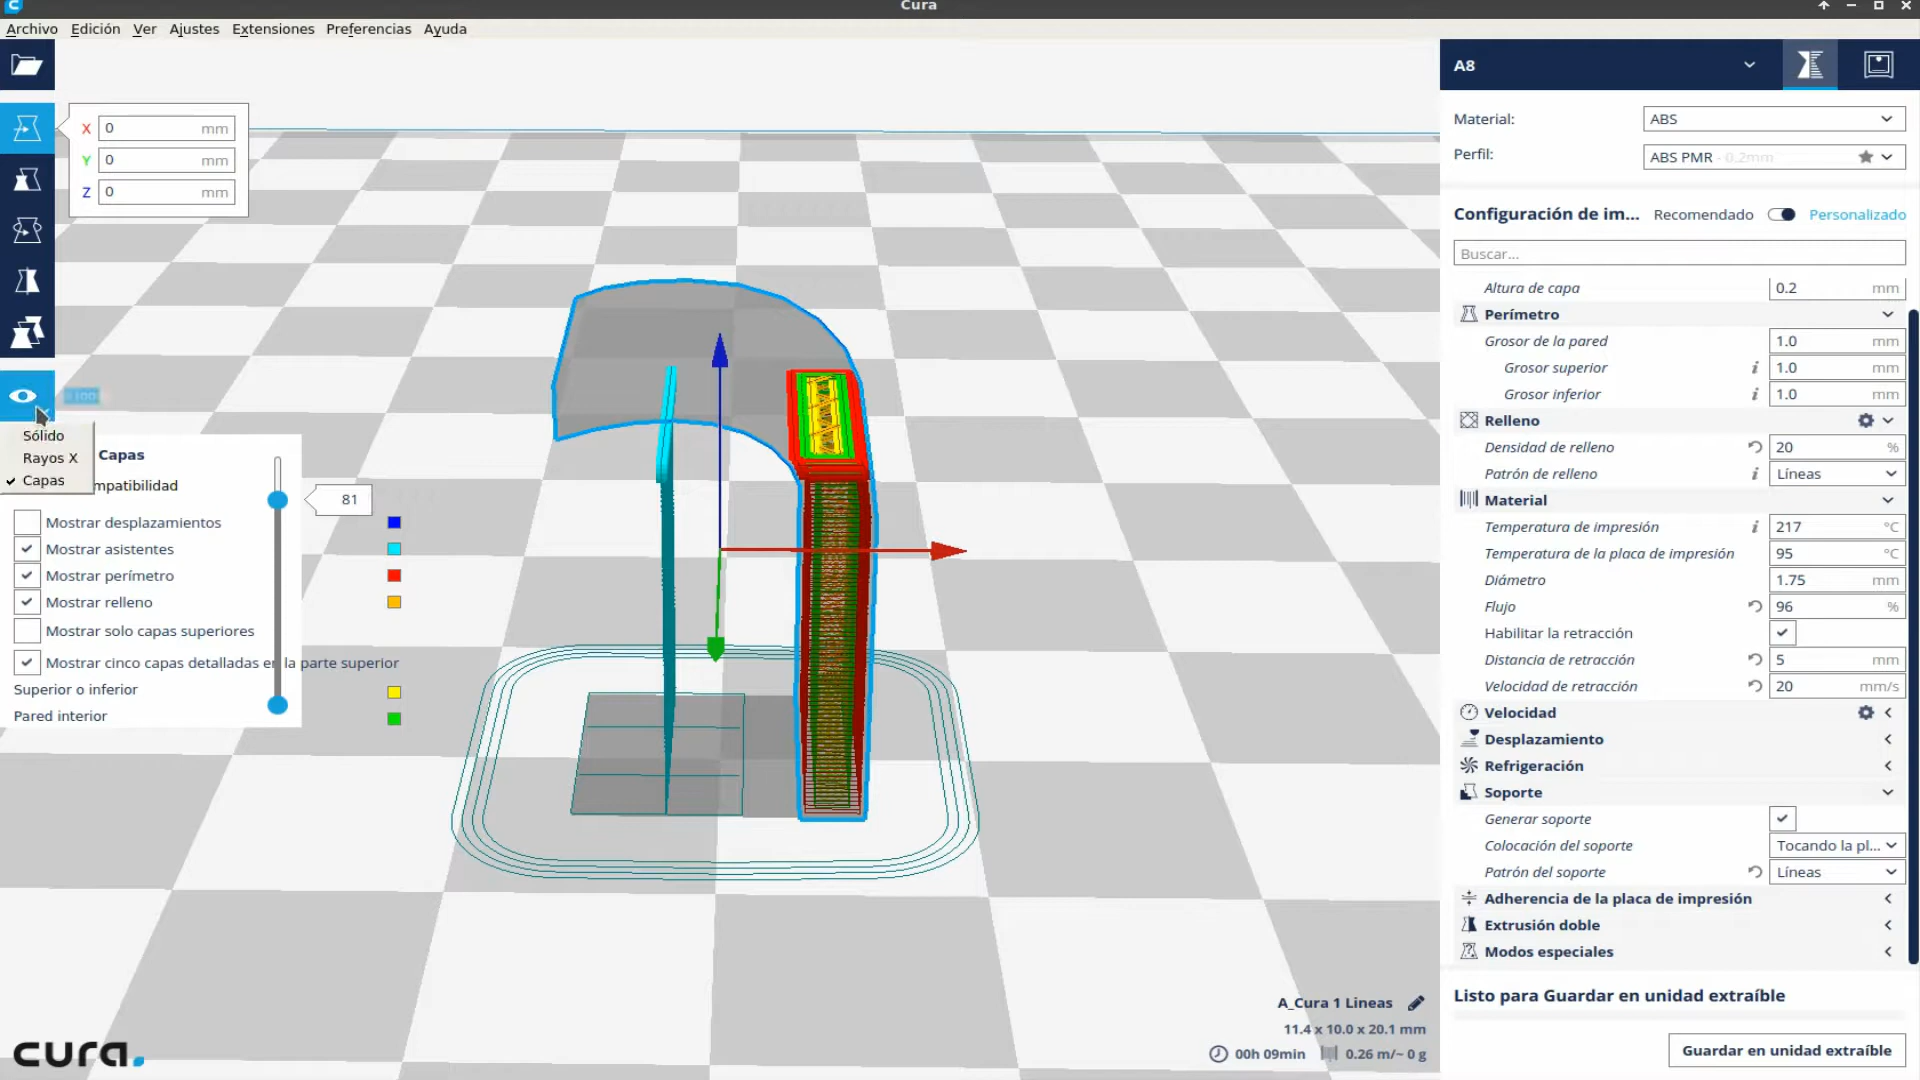 Cura
Archivo Edición Ver Ajustes Extensiones Preferencias Ayuda
X 0 mm
Y 0 mm
Z 0 mm
Sólido
Rayos X
Capas
Capas
mpatibilidad
81
Mostrar desplazamientos
Mostrar asistentes
Mostrar perímetro
Mostrar relleno
Mostrar solo capas superiores
Mostrar cinco capas detalladas en la parte superior
Superior o inferior
Pared interior
cura.
A_Cura 1 Lineas
11.4 x 10.0 x 20.1 mm
00h 09min 0.26 m/~ 0 g
A8
Material: ABS
Perfil: ABS PMR - 0.2mm
Configuración de im... Recomendado Personalizado
Buscar...
Altura de capa 0.2 mm
Perímetro
Grosor de la pared 1.0 mm
Grosor superior i 1.0 mm
Grosor inferior i 1.0 mm
Relleno
Densidad de relleno 20 %
Patrón de relleno i Líneas
Material
Temperatura de impresión i 217 °C
Temperatura de la placa de impresión 95 °C
Diámetro 1.75 mm
Flujo 96 %
Habilitar la retracción
Distancia de retracción 5 mm
Velocidad de retracción 20 mm/s
Velocidad
Desplazamiento
Refrigeración
Soporte
Generar soporte
Colocación del soporte Tocando la pl...
Patrón del soporte Líneas
Adherencia de la placa de impresión
Extrusión doble
Modos especiales
Listo para Guardar en unidad extraíble
Guardar en unidad extraíble